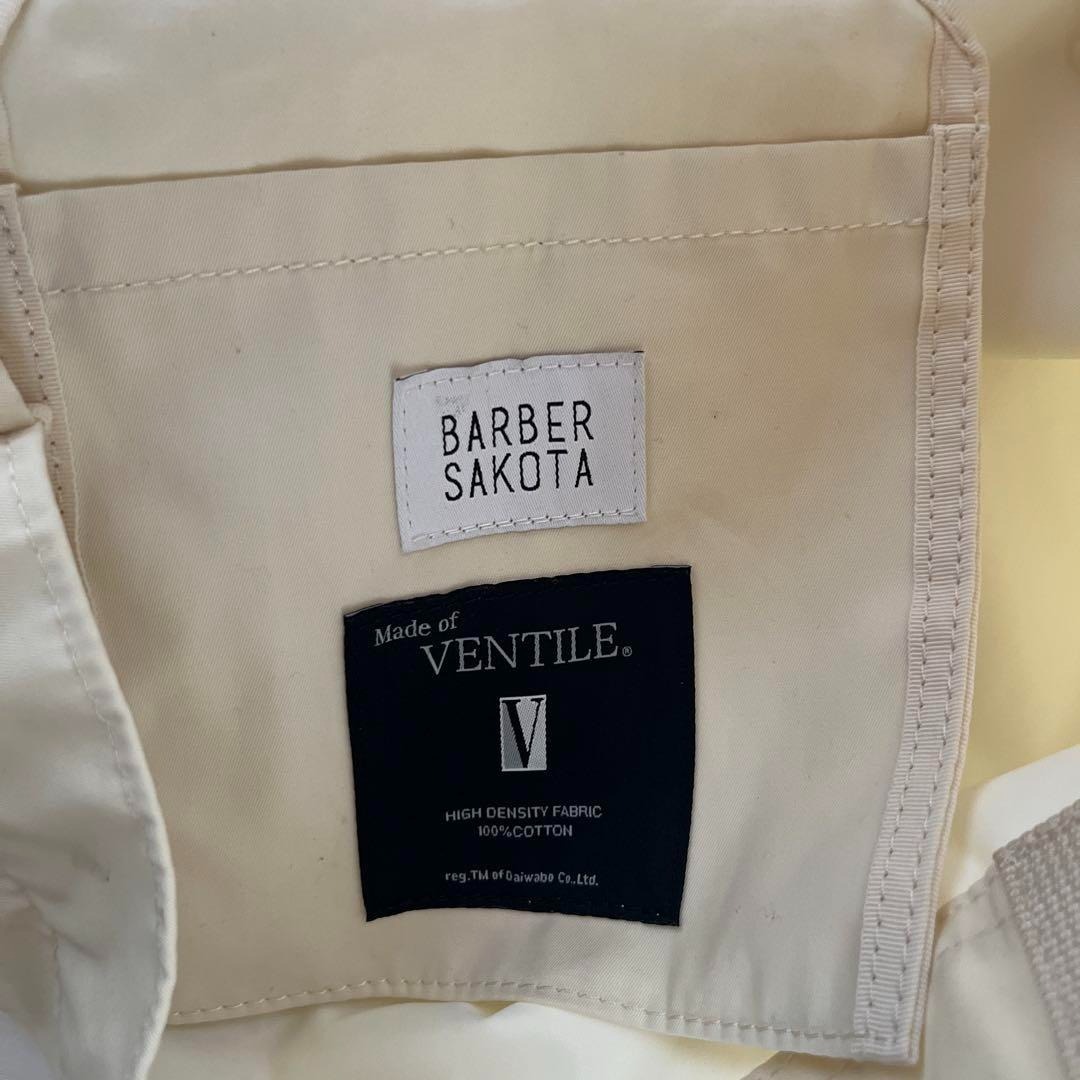 BARBER
SAKOTA
Made of
VENTILE®
V
HIGH DENSITY FABRIC
100%COTTON
reg.TM of Daiwabo Co.,Ltd.